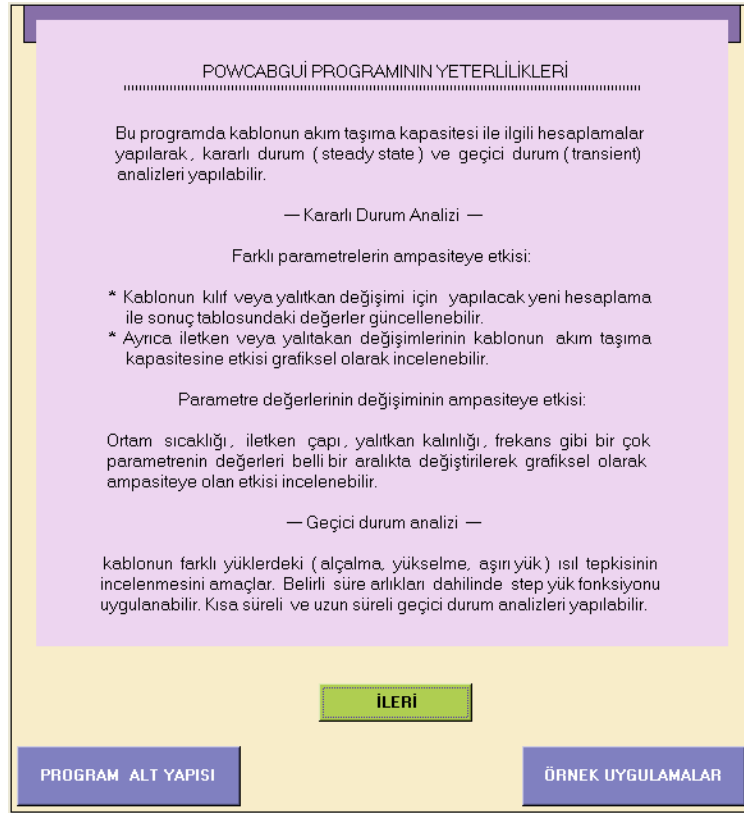 POWCABGUİ PROGRAMININ YETERLİLİKLERİ
Bu programda kablonun akım taşıma kapasitesi ile ilgili hesaplamalar
yapılarak, kararlı durum (steady state) ve geçici durum (transient)
analizleri yapılabilir.
— Kararlı Durum Analizi —
Farklı parametrelerin ampasiteye etkisi:
* Kablonun kılıf veya yalıtkan değişimi için yapılacak yeni hesaplama
ile sonuç tablosundaki değerler güncellenebilir.
* Ayrıca iletken veya yalıtakan değişimlerinin kablonun akım taşıma
kapasitesine etkisi grafiksel olarak incelenebilir.
Parametre değerlerinin değişiminin ampasiteye etkisi:
Ortam sıcaklığı, iletken çapı, yalıtkan kalınlığı, frekans gibi bir çok
parametrenin değerleri belli bir aralıkta değiştirilerek grafiksel olarak
ampasiteye olan etkisi incelenebilir.
— Geçici durum analizi —
kablonun farklı yüklerdeki (alçalma, yükselme, aşırı yük) ısıl tepkisinin
incelenmesini amaçlar. Belirli süre arlıkları dahilinde step yük fonksiyonu
uygulanabilir. Kısa süreli ve uzun süreli geçici durum analizleri yapılabilir.
İLERİ
PROGRAM ALT YAPISI
ÖRNEK UYGULAMALAR